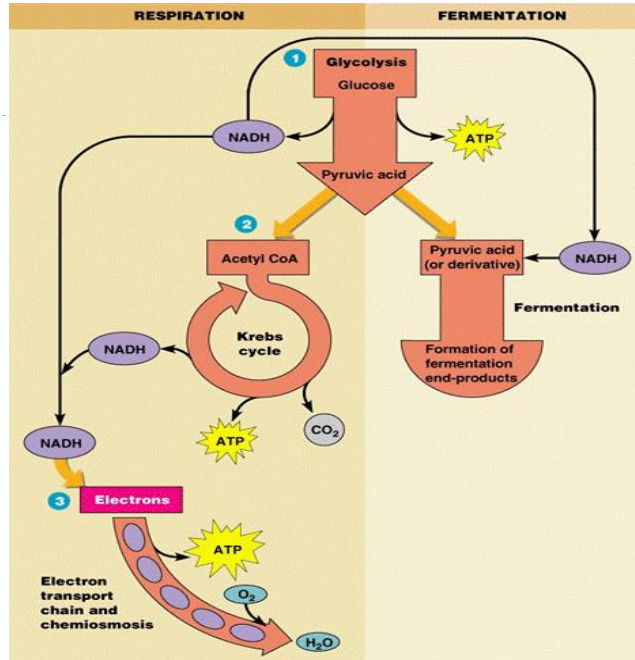 RESPIRATION
FERMENTATION
1
Glycolysis
Glucose
NADH
ATP
Pyruvic acid
2
Acetyl CoA
Pyruvic acid
(or derivative)
NADH
Krebs
cycle
Fermentation
NADH
Formation of
fermentation
end-products
ATP
CO2
NADH
3
Electrons
ATP
Electron
transport
chain and
chemiosmosis
O2
H2O